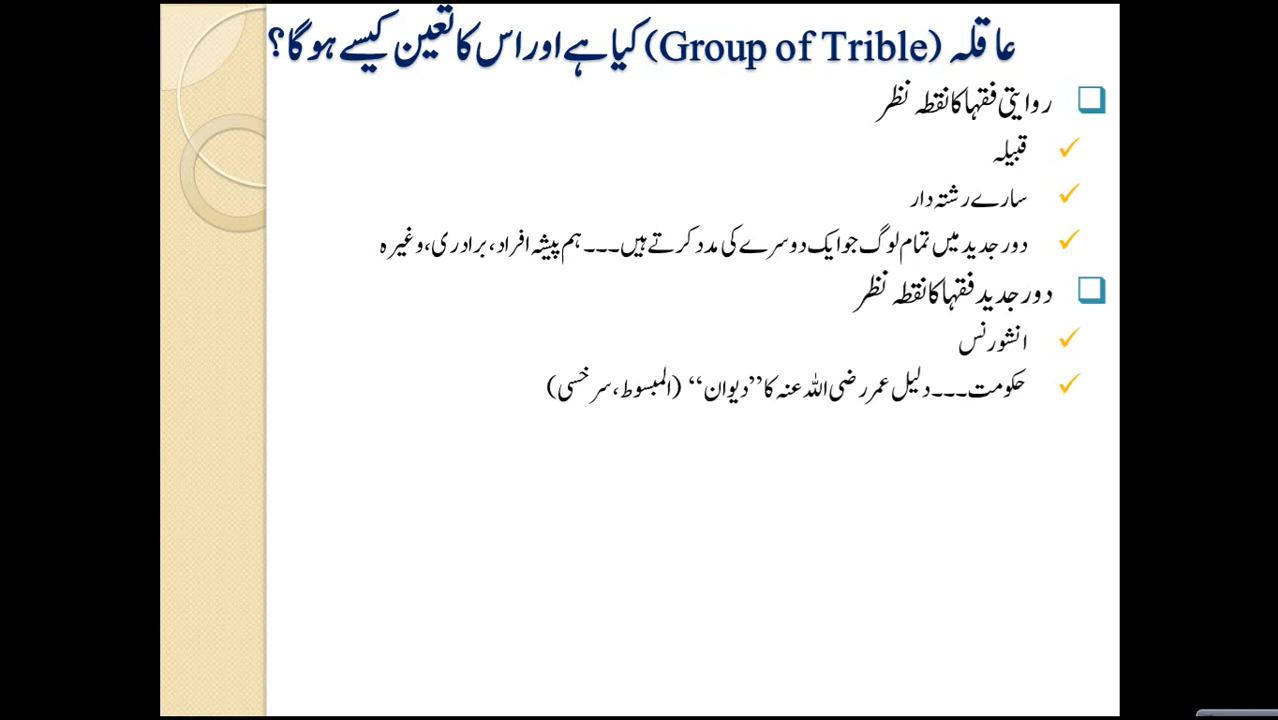 عاقلہ (Group of Trible) کیا ہے اور اس کا تعین کیسے ہو گا؟
روایتی فقہا کا نقطہ نظر
قبیلہ
سارے رشتہ دار
دور جدید میں تمام لوگ جو ایک دوسرے کی مدد کرتے ہیں۔۔۔ ہم پیشہ افراد، برادری، وغیرہ
دور جدید فقہا کا نقطہ نظر
انشورنس
حکومت۔۔۔ دلیل عمر رضی اللہ عنہ کا ”دیوان“ (المبسوط، سرخسی)